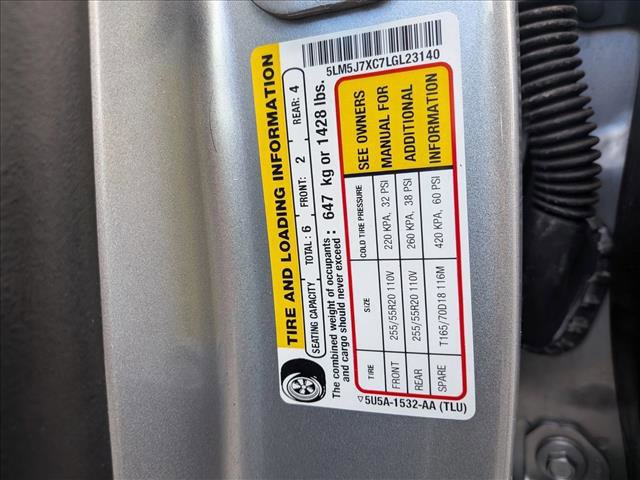 5LM5J7XC7LGL23140
TIRE AND LOADING INFORMATION
SEATING CAPACITY TOTAL: 6 FRONT: 2 REAR: 4
The combined weight of occupants
and cargo should never exceed: 647 kg or 1428 lbs.
TIRE SIZE COLD TIRE PRESSURE SEE OWNERS
FRONT 255/55R20 110V 220 KPA, 32 PSI MANUAL FOR
REAR 255/55R20 110V 260 KPA, 38 PSI ADDITIONAL
SPARE T165/70D18 116M 420 KPA, 60 PSI INFORMATION
▽5U5A-1532-AA (TLU)